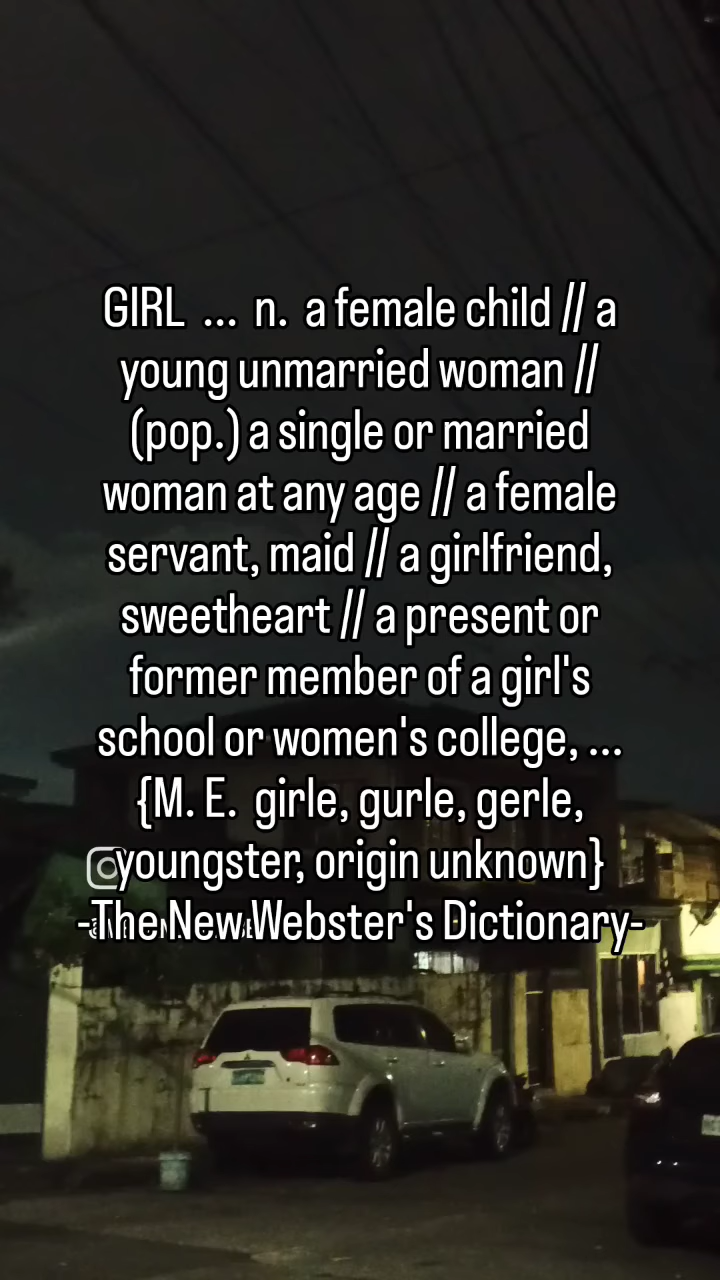 GIRL ... n. a female child // a
young unmarried woman //
(pop.) a single or married
woman at any age // a female
servant, maid // a girlfriend,
sweetheart // a present or
former member of a girl's
school or women's college, ...
{M. E. girle, gurle, gerle,
youngster, origin unknown}
-The New Webster's Dictionary-